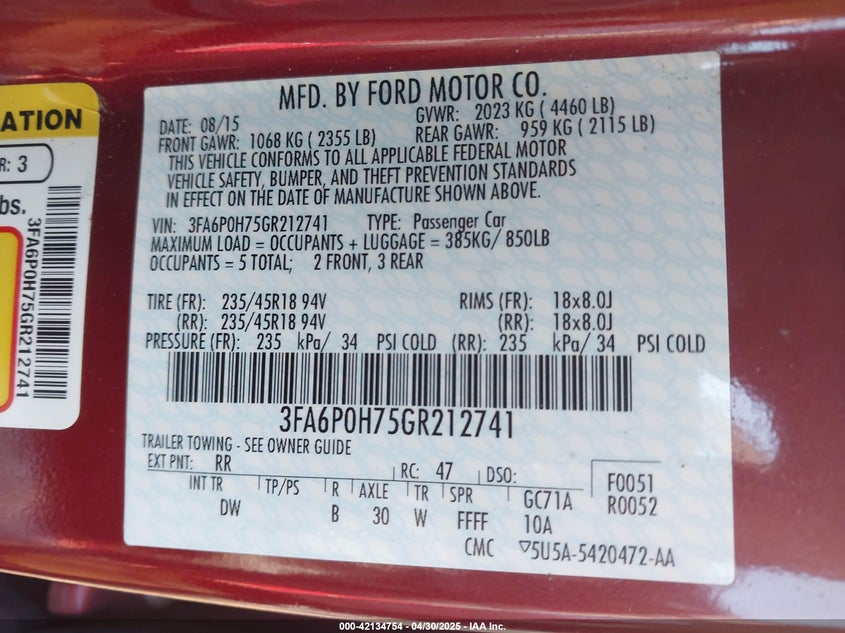 MFD. BY FORD MOTOR CO.
DATE: 08/15 GVWR: 2023 KG ( 4460 LB)
FRONT GAWR: 1068 KG ( 2355 LB) REAR GAWR: 959 KG ( 2115 LB)
THIS VEHICLE CONFORMS TO ALL APPLICABLE FEDERAL MOTOR
VEHICLE SAFETY, BUMPER, AND THEFT PREVENTION STANDARDS
IN EFFECT ON THE DATE OF MANUFACTURE SHOWN ABOVE.
VIN: 3FA6P0H75GR212741 TYPE: Passenger Car
MAXIMUM LOAD = OCCUPANTS + LUGGAGE = 385KG/ 850LB
OCCUPANTS = 5 TOTAL; 2 FRONT, 3 REAR
TIRE (FR): 235/45R18 94V RIMS (FR): 18x8.0J
(RR): 235/45R18 94V (RR): 18x8.0J
PRESSURE (FR): 235 kPa/ 34 PSI COLD (RR): 235 kPa/ 34 PSI COLD
3FA6P0H75GR212741
TRAILER TOWING - SEE OWNER GUIDE
EXT PNT: RR RC: 47 DSO: F0051
INT TR TP/PS R AXLE TR SPR GC71A R0052
DW B 30 W FFFF 10A
CMC ▽5U5A-5420472-AA
ATION
R: 3
bs.
3FA6P0H75GR212741
000-42134754 - 04/30/2025 - IAA Inc.